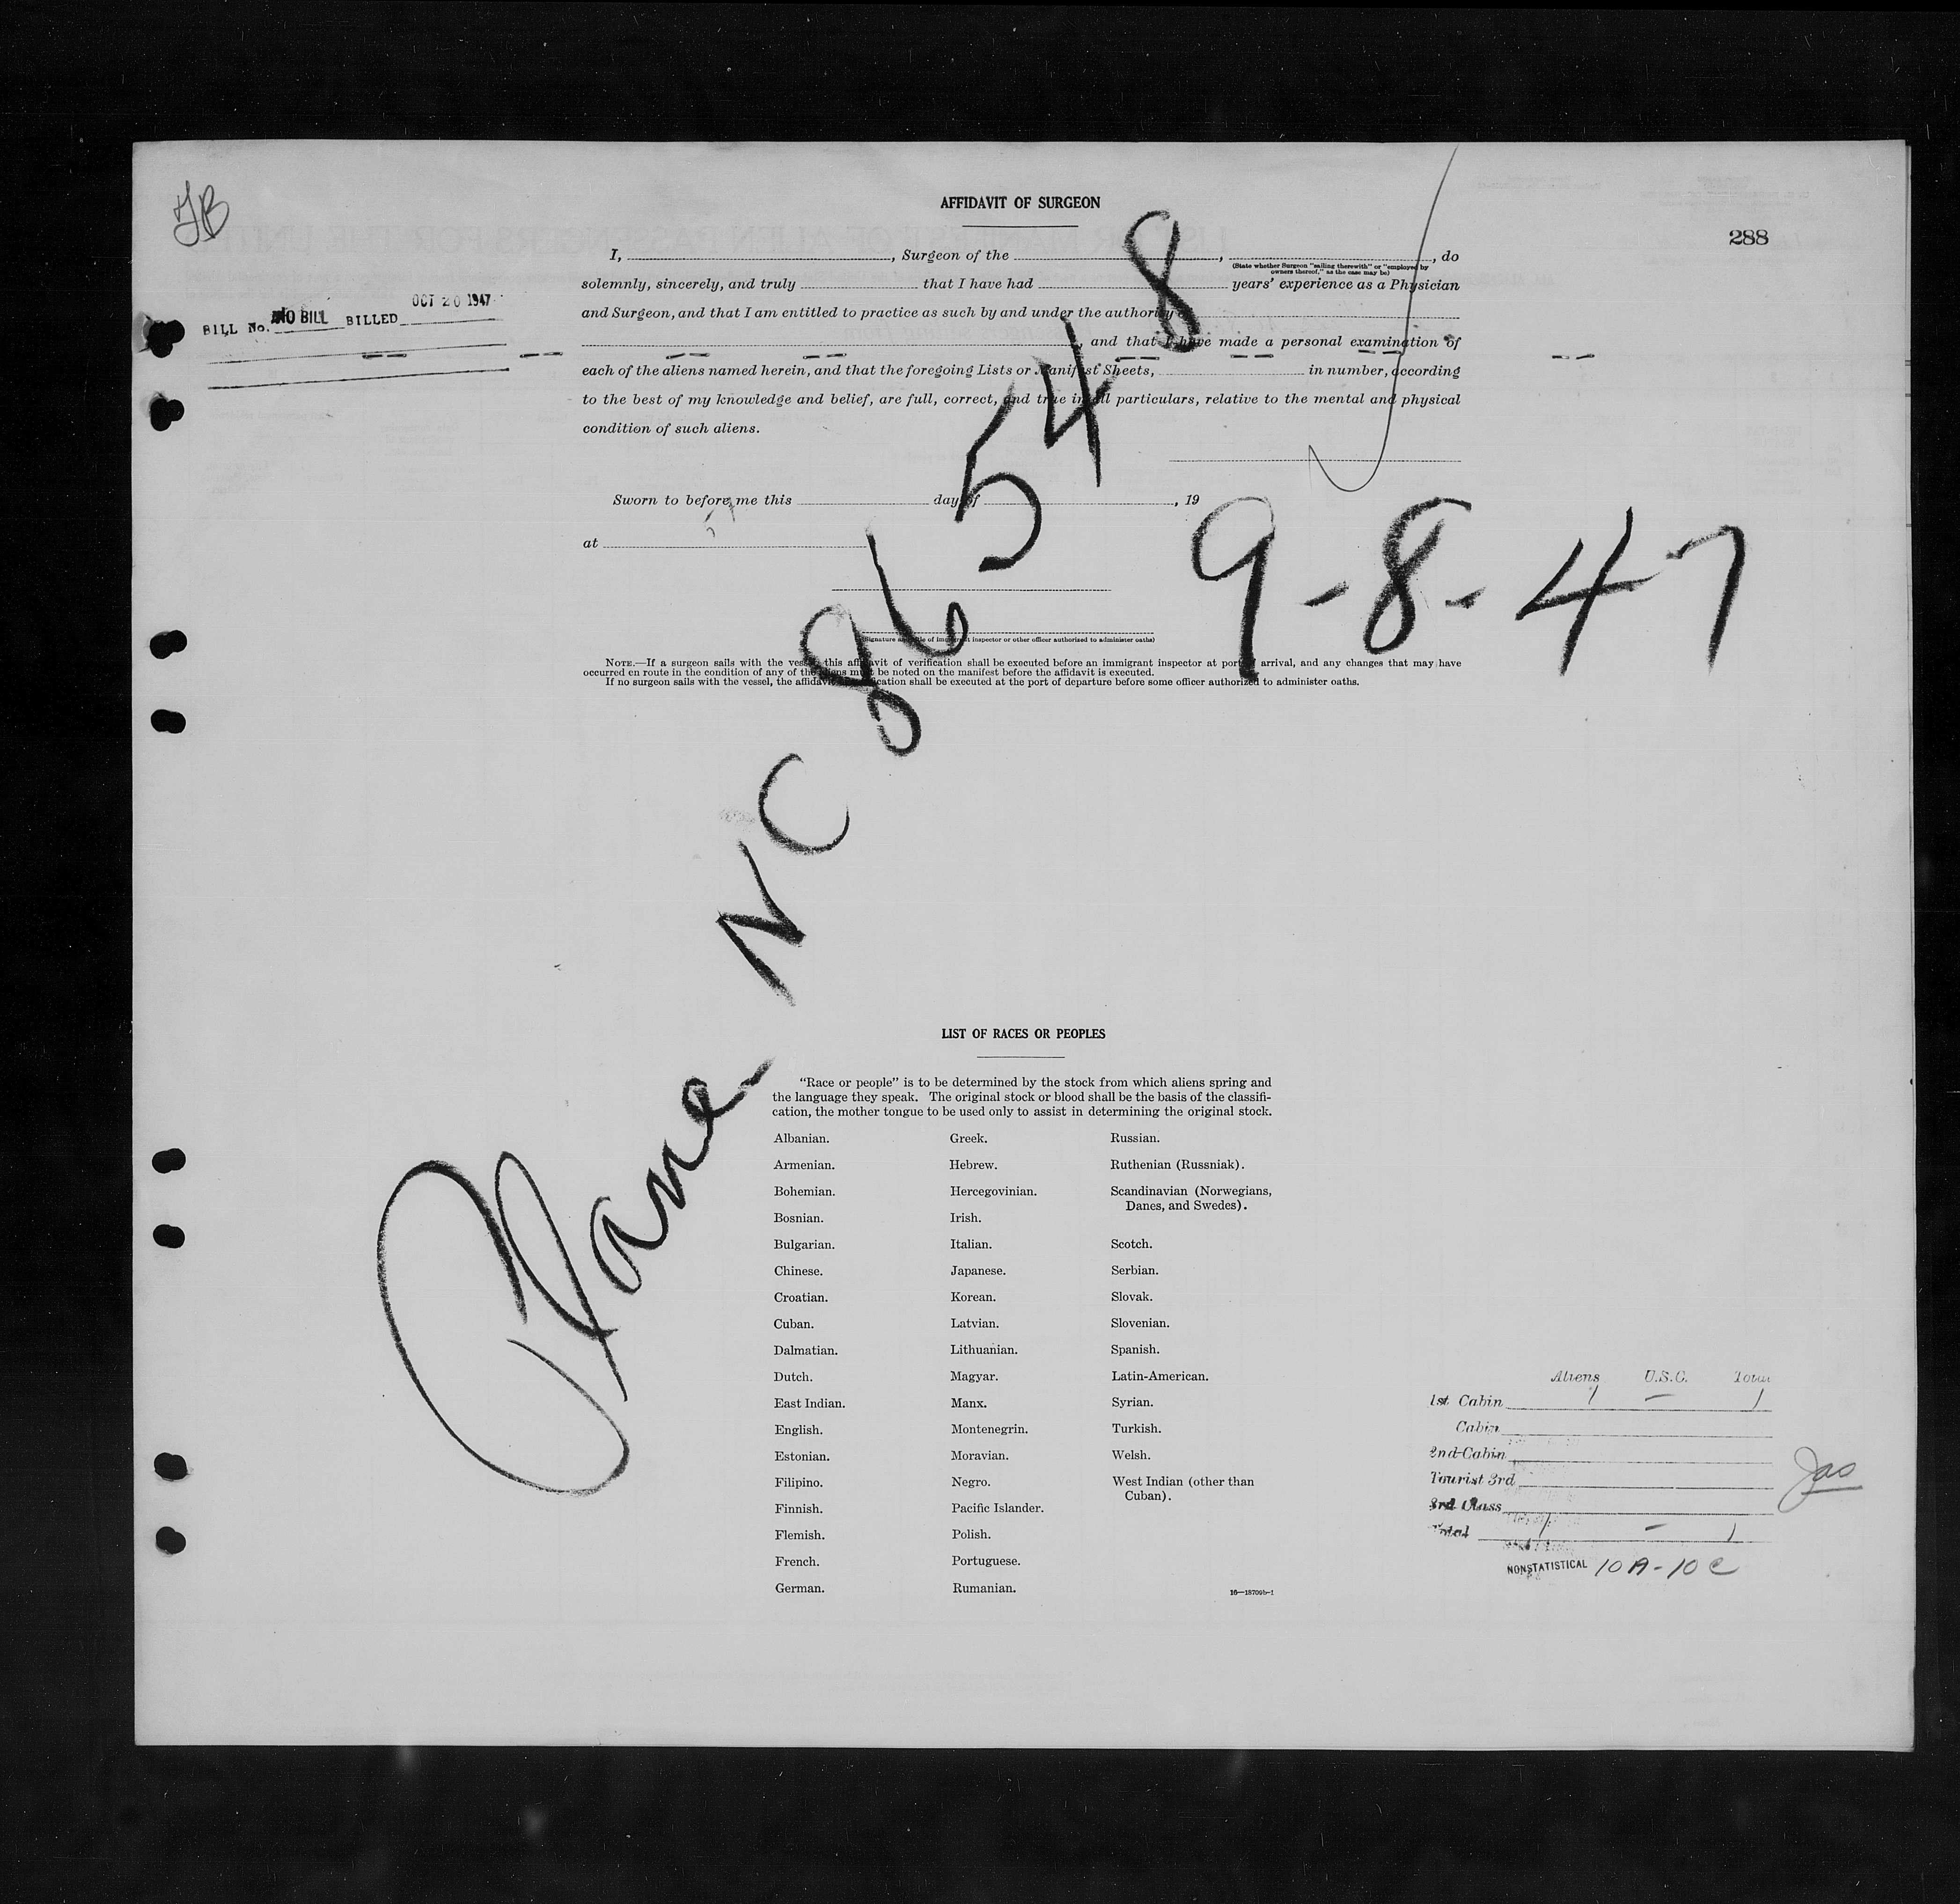 JB
AFFIDAVIT OF SURGEON
288
I, , Surgeon of the , , do
(State whether Surgeon "sailing therewith" or "employed by owners thereof," as the case may be)
solemnly, sincerely, and truly that I have had years' experience as a Physician
and Surgeon, and that I am entitled to practice as such by and under the authority
, and that I have made a personal examination of
each of the aliens named herein, and that the foregoing Lists or Manifest Sheets, in number, according
to the best of my knowledge and belief, are full, correct, and true in all particulars, relative to the mental and physical
condition of such aliens.
BILL No. NO BILL BILLED OCT 20 1947
Sworn to before me this day of , 19
at
(Signature and title of immigrant inspector or other officer authorized to administer oaths)
NOTE.—If a surgeon sails with the vessel, this affidavit of verification shall be executed before an immigrant inspector at port of arrival, and any changes that may have
occurred en route in the condition of any of the aliens must be noted on the manifest before the affidavit is executed.
If no surgeon sails with the vessel, the affidavit verification shall be executed at the port of departure before some officer authorized to administer oaths.
Plane NC 86548
9-8-47
LIST OF RACES OR PEOPLES
"Race or people" is to be determined by the stock from which aliens spring and
the language they speak. The original stock or blood shall be the basis of the classifi-
cation, the mother tongue to be used only to assist in determining the original stock.
Albanian.
Armenian.
Bohemian.
Bosnian.
Bulgarian.
Chinese.
Croatian.
Cuban.
Dalmatian.
Dutch.
East Indian.
English.
Estonian.
Filipino.
Finnish.
Flemish.
French.
German.
Greek.
Hebrew.
Hercegovinian.
Irish.
Italian.
Japanese.
Korean.
Latvian.
Lithuanian.
Magyar.
Manx.
Montenegrin.
Moravian.
Negro.
Pacific Islander.
Polish.
Portuguese.
Rumanian.
Russian.
Ruthenian (Russniak).
Scandinavian (Norwegians,
Danes, and Swedes).
Scotch.
Serbian.
Slovak.
Slovenian.
Spanish.
Latin-American.
Syrian.
Turkish.
Welsh.
West Indian (other than
Cuban).
16—18709b-1
Aliens U.S.C. Total
1st Cabin 1 — 1
Cabin
2nd Cabin
Tourist 3rd
3rd Class
Total 1 — 1
NONSTATISTICAL 10A-10C